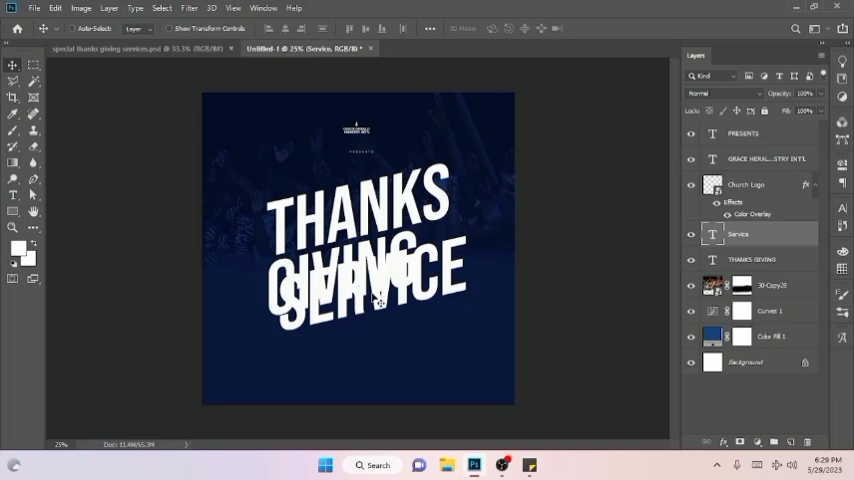 File Edit Image Layer Type Select Filter 3D View Window Help
Auto-Select: Layer Show Transform Controls 3D Mode:
special thanks giving services.psd @ 33.3% (RGB/8#) Untitled-1 @ 25% (Service, RGB/8) *
Layers
Kind
Normal Opacity: 100%
Lock: Fill: 100%
PRESENTS
GRACE HERAL...STRY INT'L
Church Logo fx
Effects
Color Overlay
Service
THANKS GIVING
30-Copy28
Curves 1
Color Fill 1
Background
PRESENTS
THANKS
GIVING
SERVICE
25% Doc: 11.4M/65.3M
Search
6:29 PM
5/29/2023